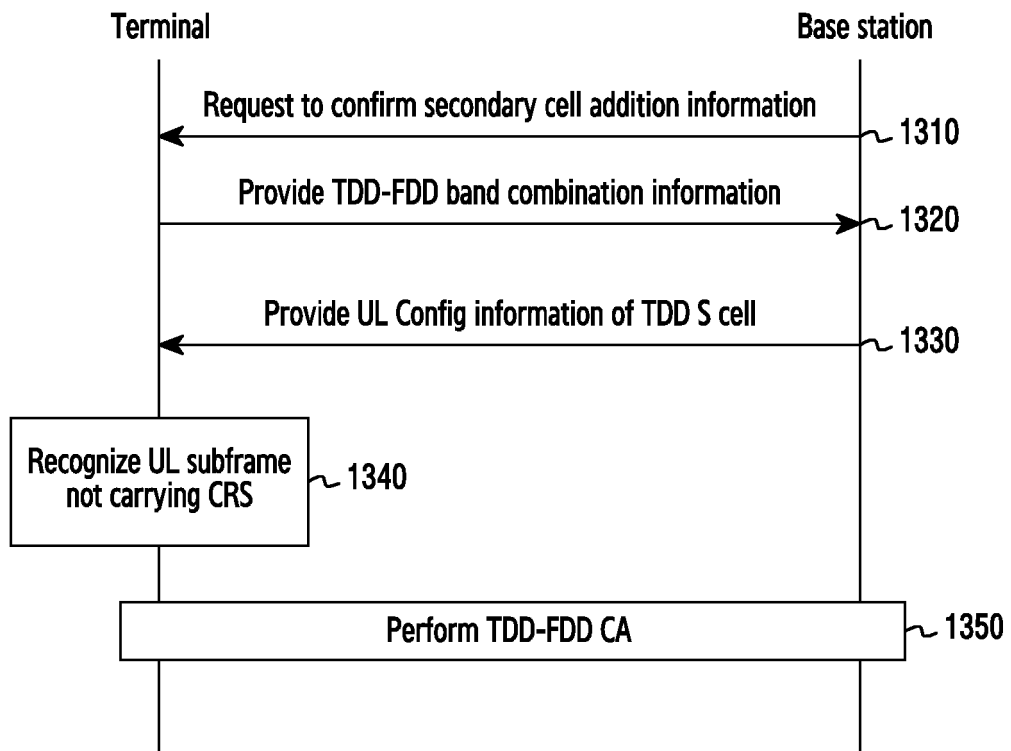 Terminal
Base station
Request to confirm secondary cell addition information
1310
Provide TDD-FDD band combination information
1320
Provide UL Config information of TDD S cell
1330
Recognize UL subframe
not carrying CRS
1340
Perform TDD-FDD CA
1350